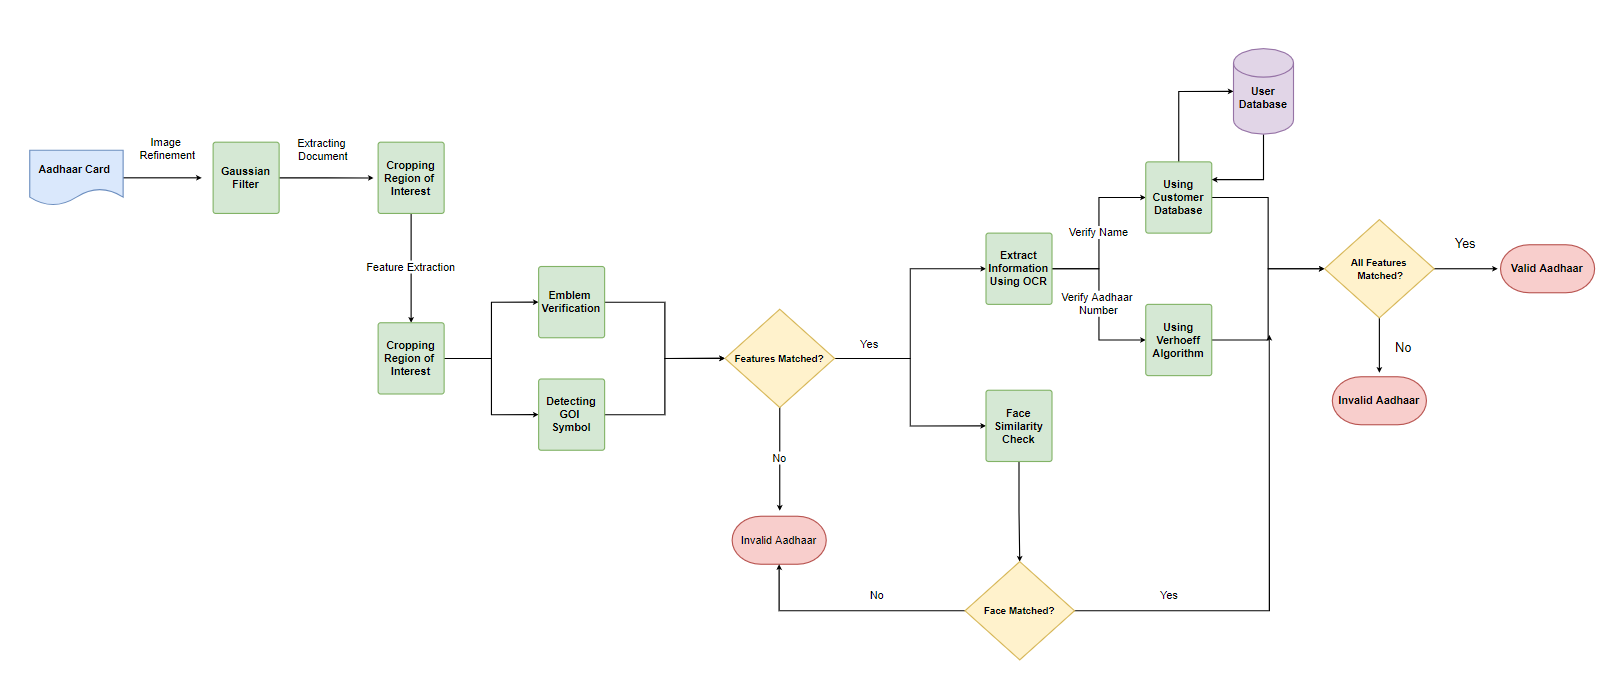 Aadhaar Card
Image
Refinement
Gaussian
Filter
Extracting
Document
Cropping
Region of
Interest
Feature Extraction
Cropping
Region of
Interest
Emblem
Verification
Detecting
GOI
Symbol
Features Matched?
Yes
No
Invalid Aadhaar
Extract
Information
Using OCR
Verify Name
Verify Aadhaar
Number
Using
Customer
Database
User
Database
Using
Verhoeff
Algorithm
Face
Similarity
Check
Face Matched?
No
Yes
All Features
Matched?
Yes
Valid Aadhaar
No
Invalid Aadhaar